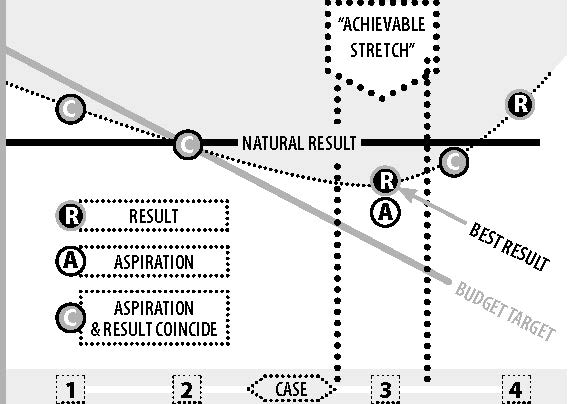 “ACHIEVABLE
STRETCH”
R
C
C
NATURAL RESULT
C
R
A
R RESULT
BEST RESULT
A ASPIRATION
BUDGET TARGET
C ASPIRATION
& RESULT COINCIDE
1 2 CASE 3 4